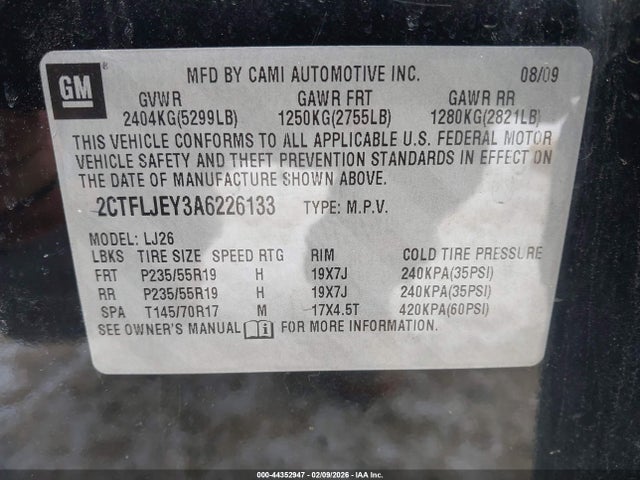 GM
MFD BY CAMI AUTOMOTIVE INC. 08/09
GVWR GAWR FRT GAWR RR
2404KG(5299LB) 1250KG(2755LB) 1280KG(2821LB)
THIS VEHICLE CONFORMS TO ALL APPLICABLE U.S. FEDERAL MOTOR
VEHICLE SAFETY AND THEFT PREVENTION STANDARDS IN EFFECT ON
THE DATE OF MANUFACTURE SHOWN ABOVE.
2CTFLJEY3A6226133 TYPE: M.P.V.
MODEL: LJ26
LBKS TIRE SIZE SPEED RTG RIM COLD TIRE PRESSURE
FRT P235/55R19 H 19X7J 240KPA(35PSI)
RR P235/55R19 H 19X7J 240KPA(35PSI)
SPA T145/70R17 M 17X4.5T 420KPA(60PSI)
SEE OWNER'S MANUAL FOR MORE INFORMATION.
000-44352947 - 02/09/2026 - IAA Inc.